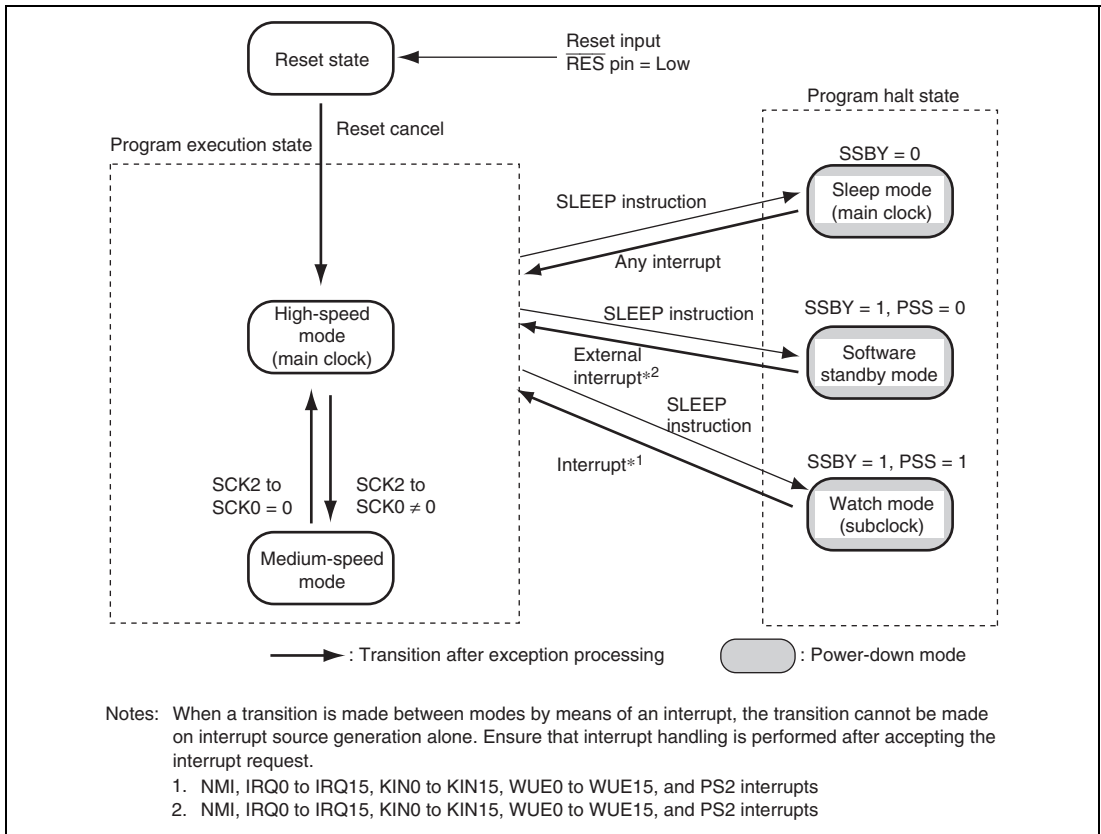 Reset state
Reset input
RES pin = Low
Reset cancel
Program execution state
Program halt state
SSBY = 0
Sleep mode
(main clock)
SLEEP instruction
Any interrupt
High-speed
mode
(main clock)
SSBY = 1, PSS = 0
SLEEP instruction
Software
standby mode
External
interrupt*2
SLEEP
instruction
Interrupt*1
SSBY = 1, PSS = 1
Watch mode
(subclock)
SCK2 to
SCK0 = 0
SCK2 to
SCK0 ≠ 0
Medium-speed
mode
: Transition after exception processing
: Power-down mode
Notes: When a transition is made between modes by means of an interrupt, the transition cannot be made
on interrupt source generation alone. Ensure that interrupt handling is performed after accepting the
interrupt request.
1. NMI, IRQ0 to IRQ15, KIN0 to KIN15, WUE0 to WUE15, and PS2 interrupts
2. NMI, IRQ0 to IRQ15, KIN0 to KIN15, WUE0 to WUE15, and PS2 interrupts